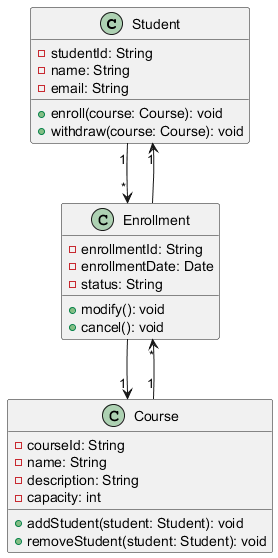 C Student
studentId: String
name: String
email: String
enroll(course: Course): void
withdraw(course: Course): void
1 1
*
C Enrollment
enrollmentId: String
enrollmentDate: Date
status: String
modify(): void
cancel(): void
*
1 1
C Course
courseId: String
name: String
description: String
capacity: int
addStudent(student: Student): void
removeStudent(student: Student): void